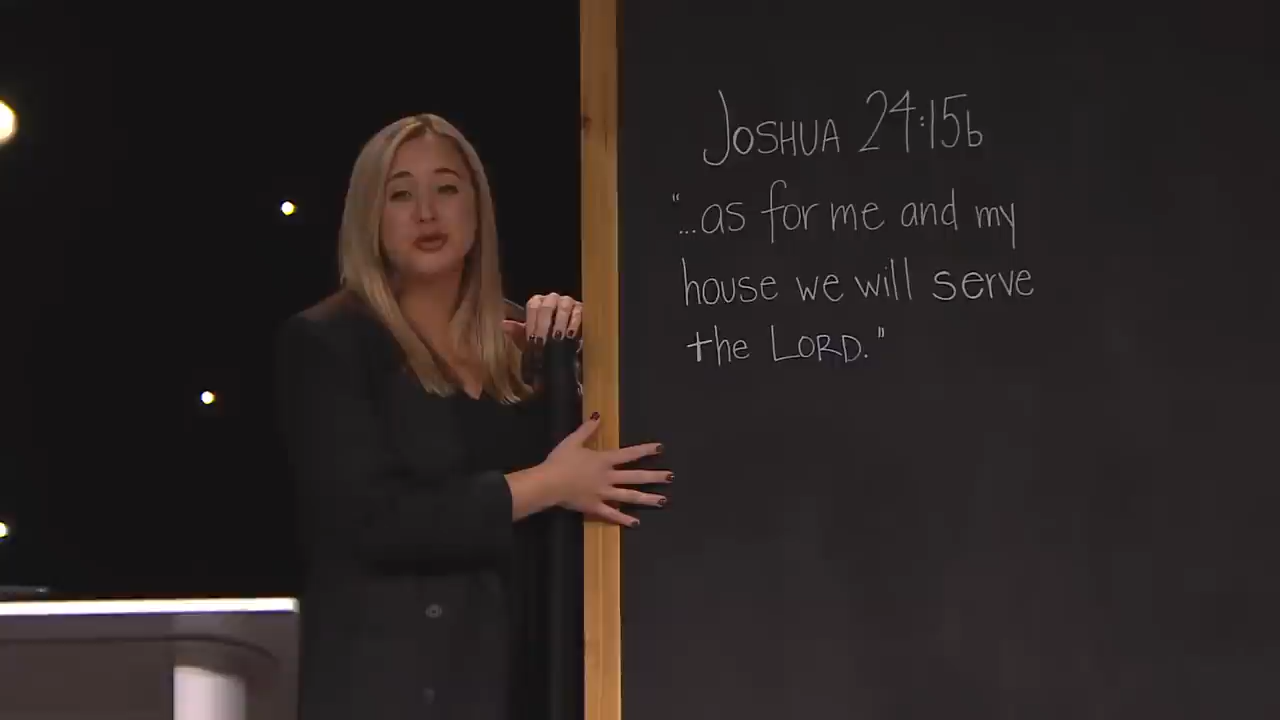 JOSHUA 24:15b
"...as for me and my
house we will serve
the LORD."